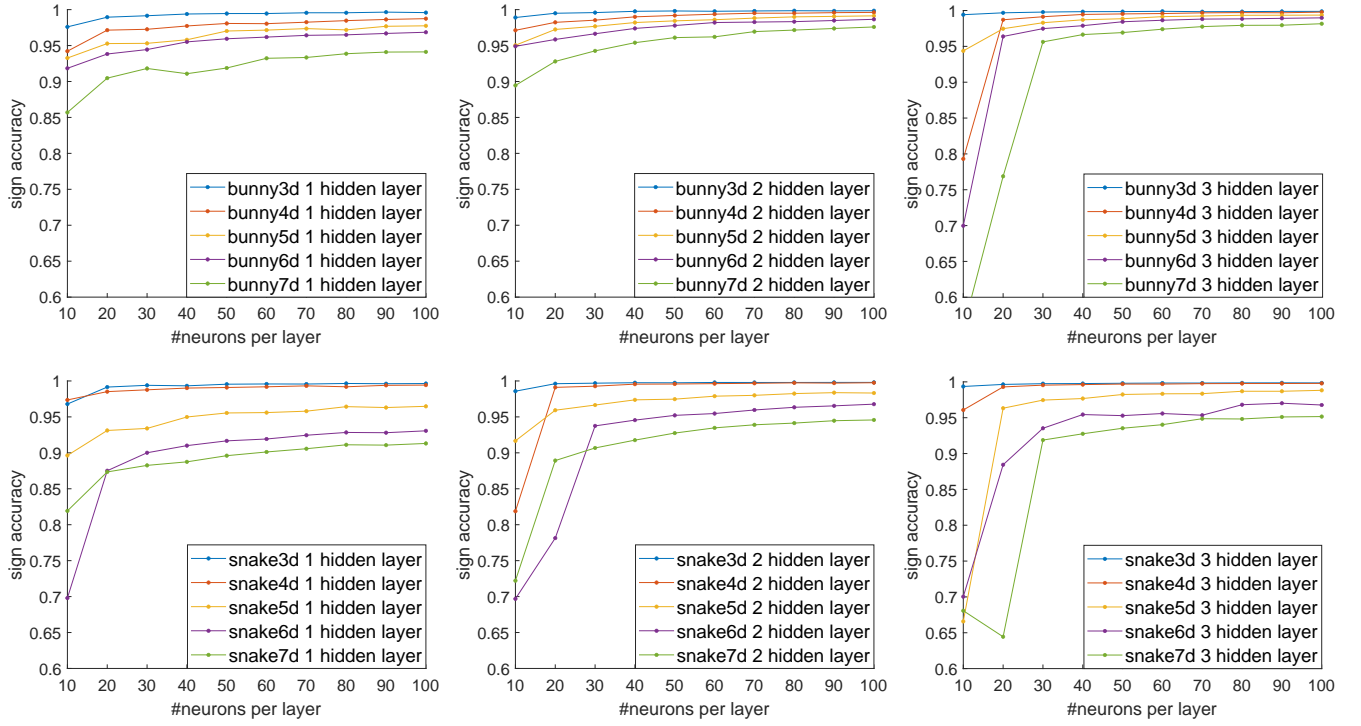 1
0.95
0.9
0.85
0.8
0.75
0.7
0.65
0.6
sign accuracy
bunny3d 1 hidden layer
bunny4d 1 hidden layer
bunny5d 1 hidden layer
bunny6d 1 hidden layer
bunny7d 1 hidden layer
10 20 30 40 50 60 70 80 90 100
#neurons per layer
1
0.95
0.9
0.85
0.8
0.75
0.7
0.65
0.6
sign accuracy
bunny3d 2 hidden layer
bunny4d 2 hidden layer
bunny5d 2 hidden layer
bunny6d 2 hidden layer
bunny7d 2 hidden layer
10 20 30 40 50 60 70 80 90 100
#neurons per layer
1
0.95
0.9
0.85
0.8
0.75
0.7
0.65
0.6
sign accuracy
bunny3d 3 hidden layer
bunny4d 3 hidden layer
bunny5d 3 hidden layer
bunny6d 3 hidden layer
bunny7d 3 hidden layer
10 20 30 40 50 60 70 80 90 100
#neurons per layer
1
0.95
0.9
0.85
0.8
0.75
0.7
0.65
0.6
sign accuracy
snake3d 1 hidden layer
snake4d 1 hidden layer
snake5d 1 hidden layer
snake6d 1 hidden layer
snake7d 1 hidden layer
10 20 30 40 50 60 70 80 90 100
#neurons per layer
1
0.95
0.9
0.85
0.8
0.75
0.7
0.65
0.6
sign accuracy
snake3d 2 hidden layer
snake4d 2 hidden layer
snake5d 2 hidden layer
snake6d 2 hidden layer
snake7d 2 hidden layer
10 20 30 40 50 60 70 80 90 100
#neurons per layer
1
0.95
0.9
0.85
0.8
0.75
0.7
0.65
0.6
sign accuracy
snake3d 3 hidden layer
snake4d 3 hidden layer
snake5d 3 hidden layer
snake6d 3 hidden layer
snake7d 3 hidden layer
10 20 30 40 50 60 70 80 90 100
#neurons per layer